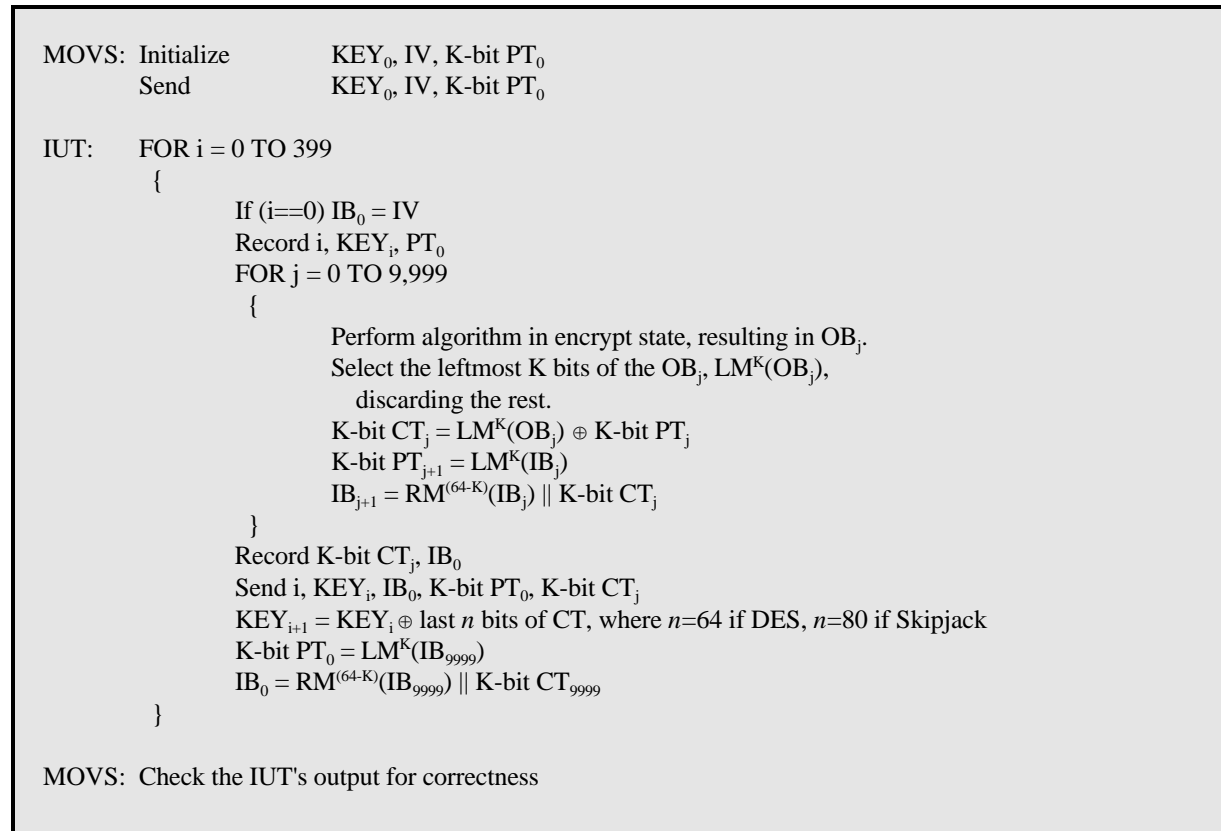 MOVS: Initialize KEY₀, IV, K-bit PT₀
Send KEY₀, IV, K-bit PT₀
IUT: FOR i = 0 TO 399
{
If (i==0) IB₀ = IV
Record i, KEYᵢ, PT₀
FOR j = 0 TO 9,999
{
Perform algorithm in encrypt state, resulting in OBⱼ.
Select the leftmost K bits of the OBⱼ, LMᴷ(OBⱼ),
discarding the rest.
K-bit CTⱼ = LMᴷ(OBⱼ) ⊕ K-bit PTⱼ
K-bit PTⱼ₊₁ = LMᴷ(IBⱼ)
IBⱼ₊₁ = RM⁽⁶⁴⁻ᴷ⁾(IBⱼ) || K-bit CTⱼ
}
Record K-bit CTⱼ, IB₀
Send i, KEYᵢ, IB₀, K-bit PT₀, K-bit CTⱼ
KEYᵢ₊₁ = KEYᵢ ⊕ last n bits of CT, where n=64 if DES, n=80 if Skipjack
K-bit PT₀ = LMᴷ(IB₉₉₉₉)
IB₀ = RM⁽⁶⁴⁻ᴷ⁾(IB₉₉₉₉) || K-bit CT₉₉₉₉
}
MOVS: Check the IUT's output for correctness